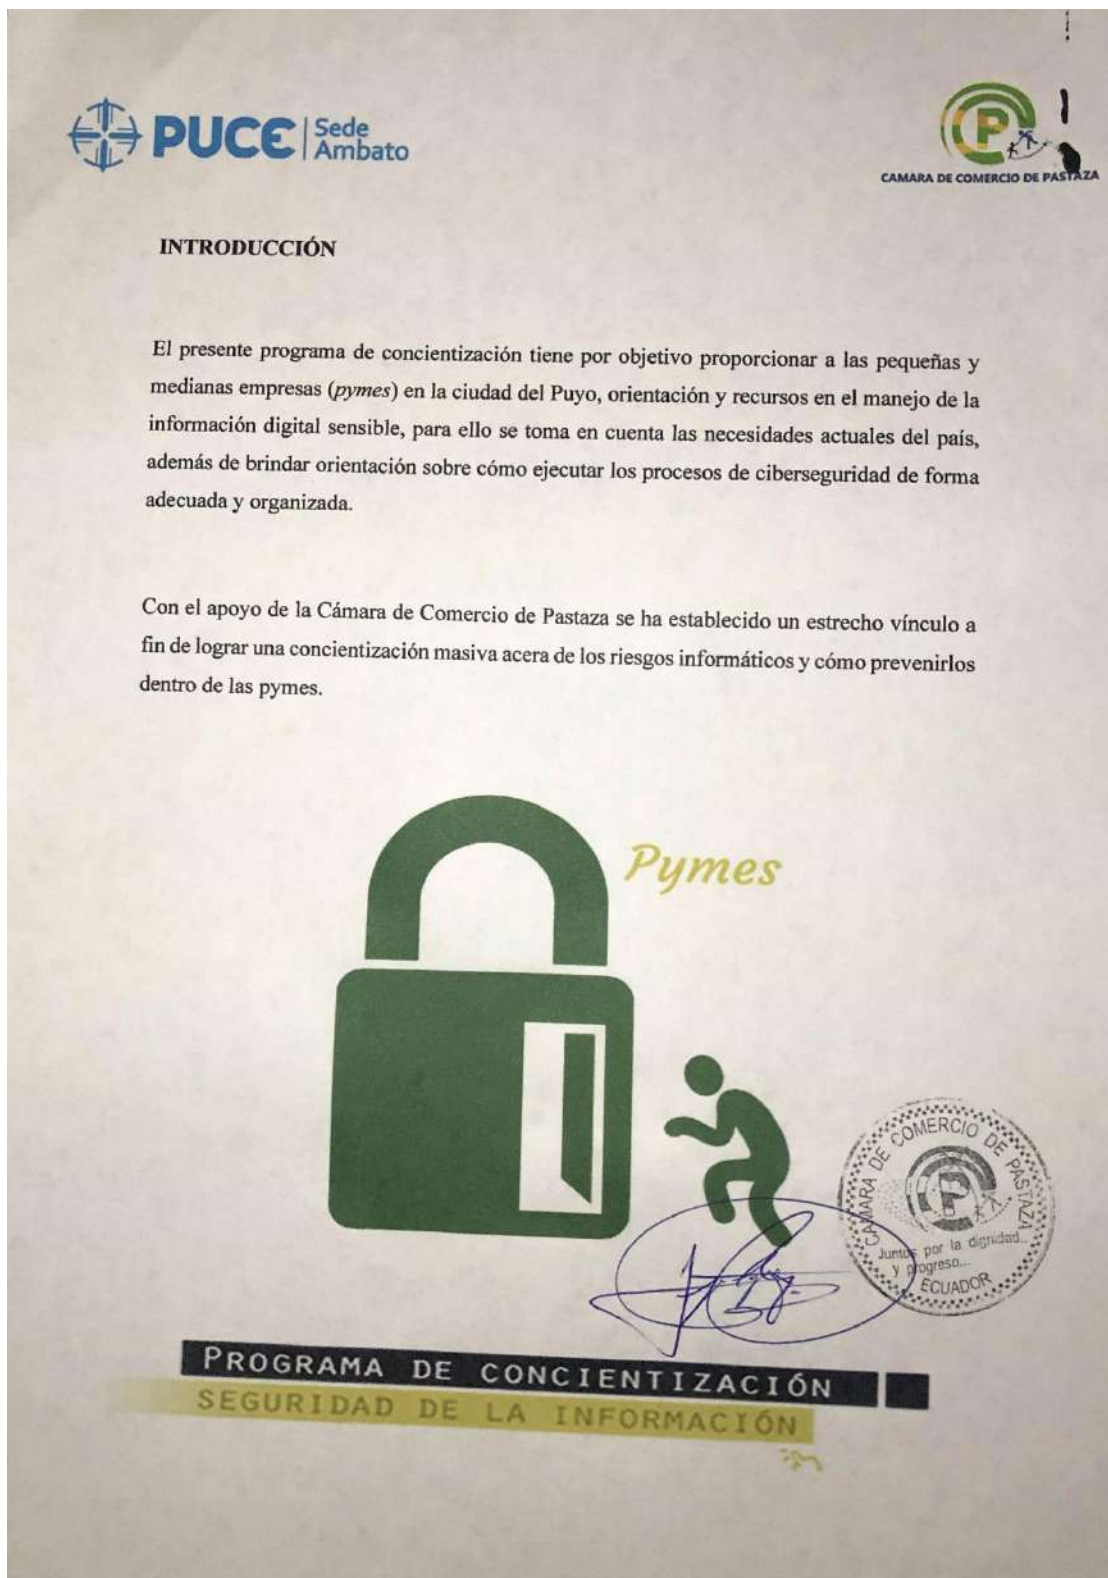 PUCE Sede
Ambato
CAMARA DE COMERCIO DE PASTAZA
INTRODUCCIÓN
El presente programa de concientización tiene por objetivo proporcionar a las pequeñas y
medianas empresas (pymes) en la ciudad del Puyo, orientación y recursos en el manejo de la
información digital sensible, para ello se toma en cuenta las necesidades actuales del país,
además de brindar orientación sobre cómo ejecutar los procesos de ciberseguridad de forma
adecuada y organizada.
Con el apoyo de la Cámara de Comercio de Pastaza se ha establecido un estrecho vínculo a
fin de lograr una concientización masiva acera de los riesgos informáticos y cómo prevenirlos
dentro de las pymes.
Pymes
CAMARA DE COMERCIO DE PASTAZA
P
Juntos por la dignidad...
y progreso...
ECUADOR
PROGRAMA DE CONCIENTIZACIÓN
SEGURIDAD DE LA INFORMACIÓN